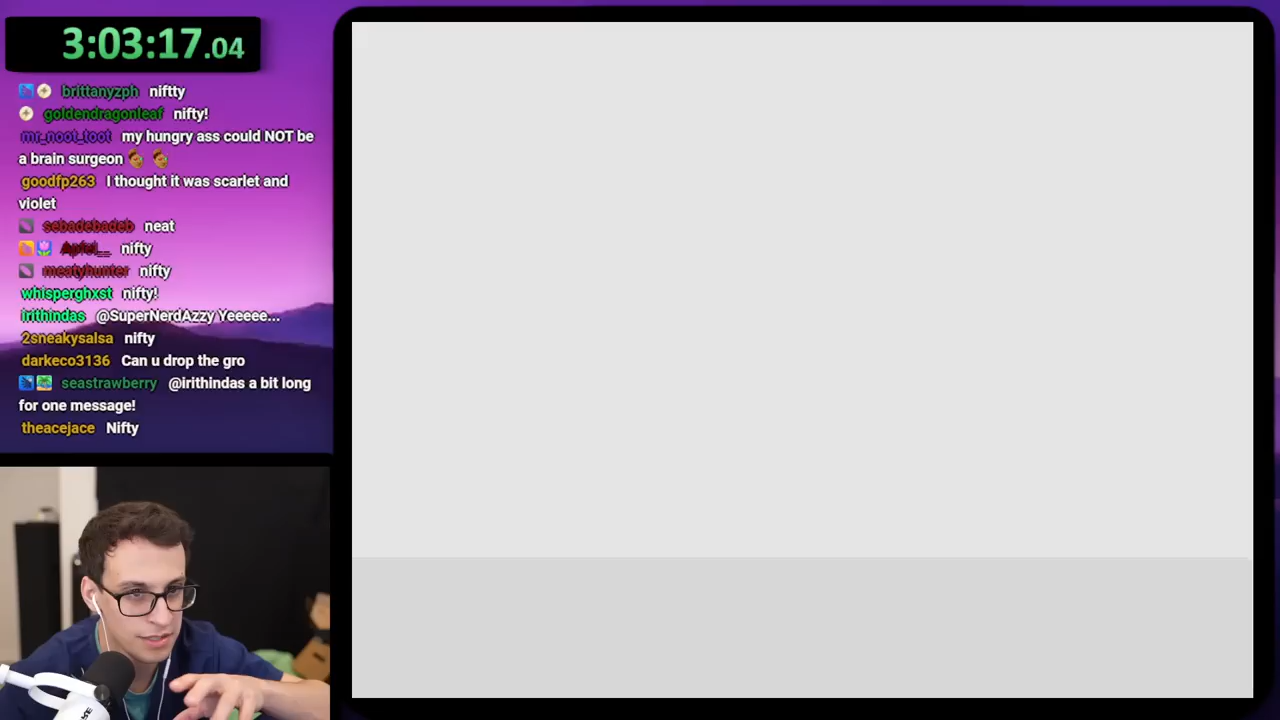 3:03:17.04
brittanyzph niftty
goldendragonleaf nifty!
mr_noot_toot my hungry ass could NOT be
a brain surgeon
goodfp263 I thought it was scarlet and
violet
sebadebadeb neat
Apfel__ nifty
meatyhunter nifty
whisperghxst nifty!
irithindas @SuperNerdAzzy Yeeeee...
2sneakysalsa nifty
darkeco3136 Can u drop the gro
seastrawberry @irithindas a bit long
for one message!
theacejace Nifty